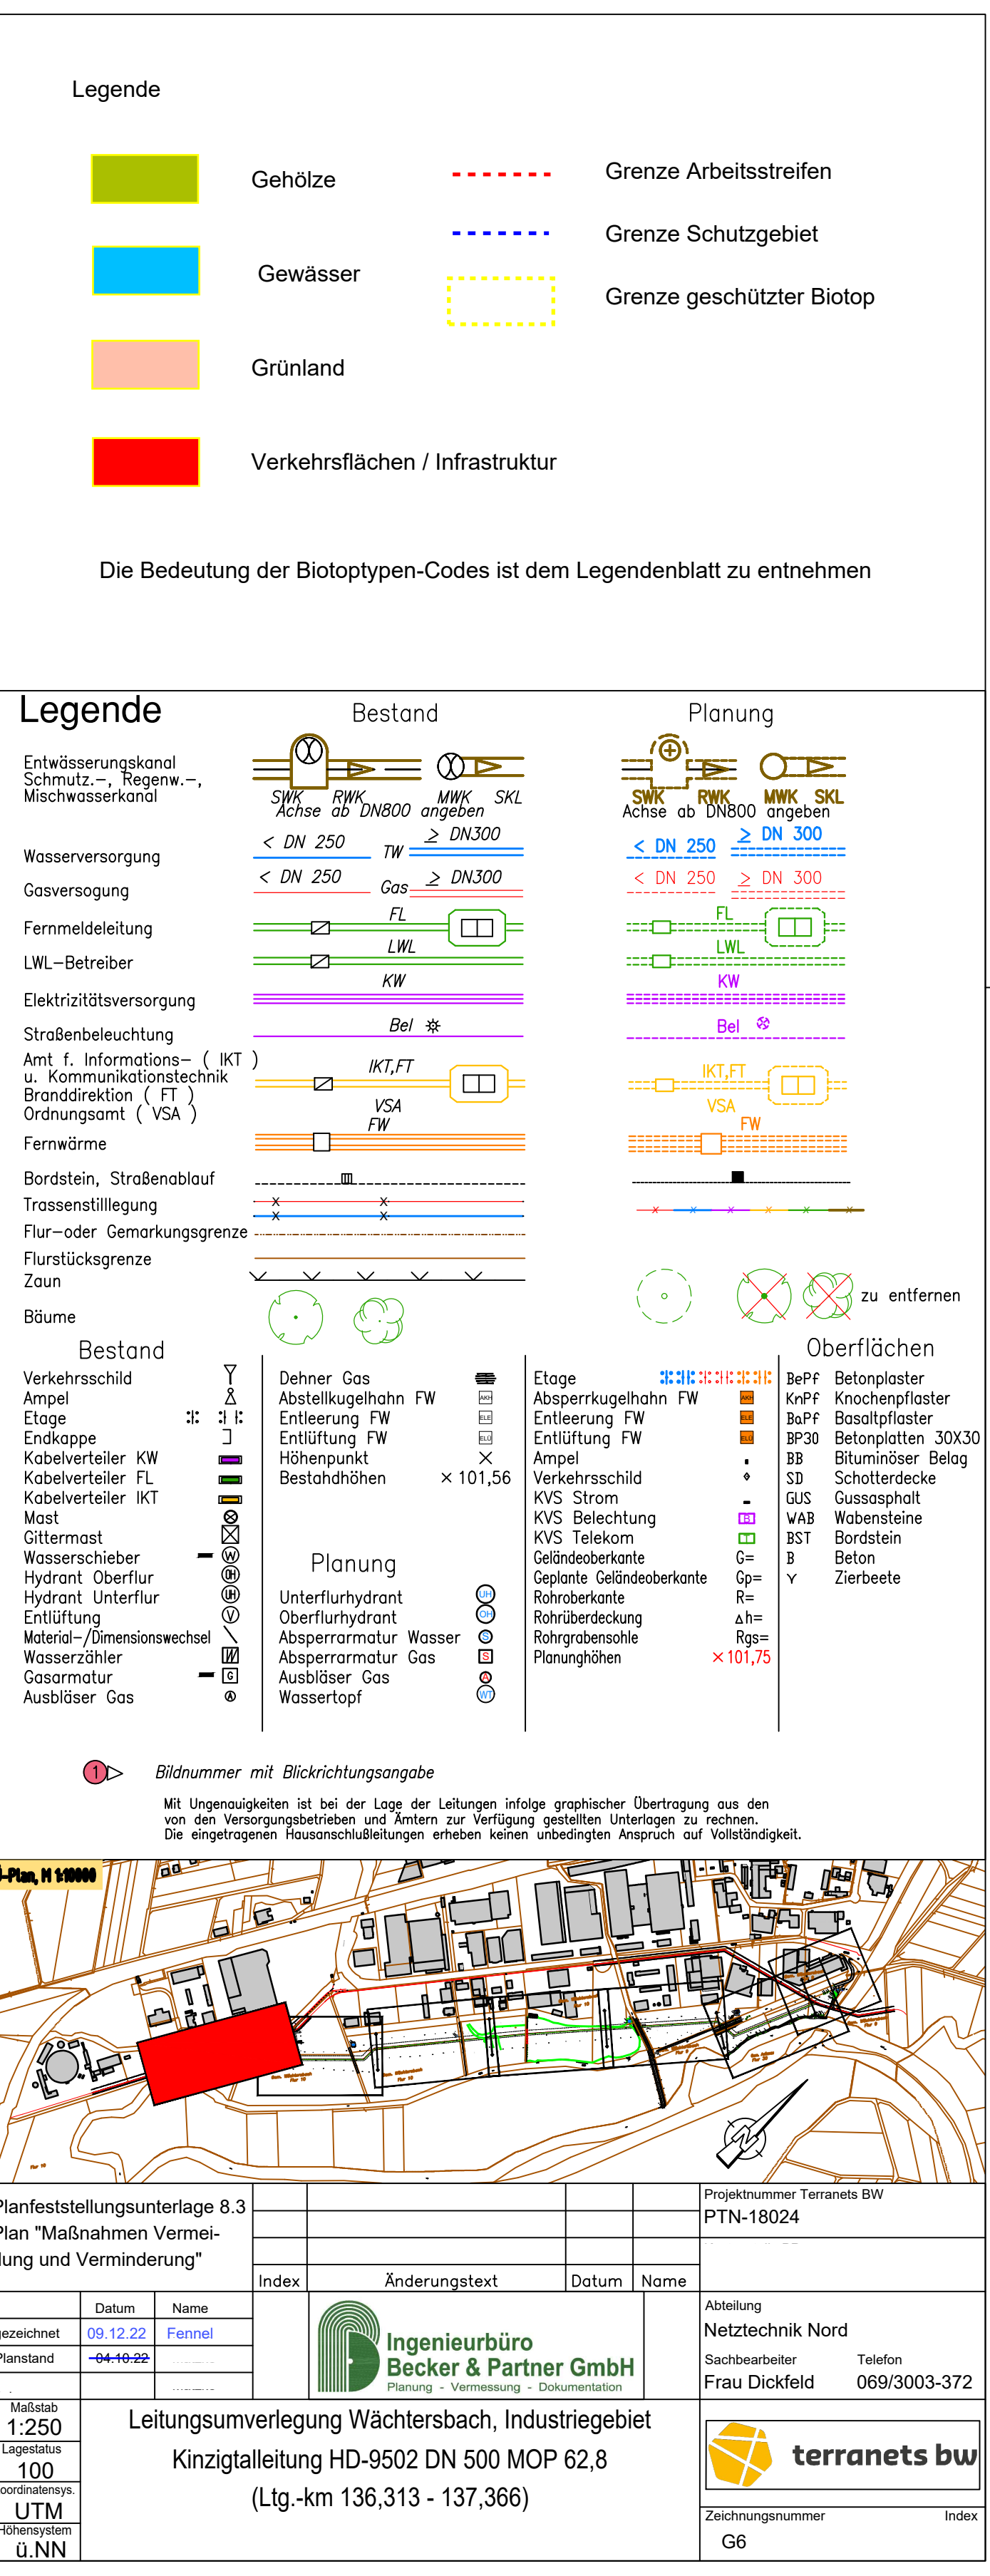 Legende
Gehölze
Gewässer
Grünland
Verkehrsflächen / Infrastruktur
Grenze Arbeitsstreifen
Grenze Schutzgebiet
Grenze geschützter Biotop
Die Bedeutung der Biotoptypen-Codes ist dem Legendenblatt zu entnehmen
Legende
Bestand
Planung
Entwässerungskanal
Schmutz.-, Regenw.-,
Mischwasserkanal
SWK RWK MWK SKL
Achse ab DN800 angeben
SWK RWK MWK SKL
Achse ab DN800 angeben
Wasserversorgung
< DN 250 TW ≥ DN300
< DN 250 ≥ DN 300
Gasversogung
< DN 250 Gas ≥ DN300
< DN 250 ≥ DN 300
Fernmeldeleitung
FL
FL
LWL-Betreiber
LWL
LWL
Elektrizitätsversorgung
KW
KW
Straßenbeleuchtung
Bel
Bel
Amt f. Informations- ( IKT )
u. Kommunikationstechnik
Branddirektion ( FT )
Ordnungsamt ( VSA )
IKT,FT
VSA
IKT,FT
VSA
Fernwärme
FW
FW
Bordstein, Straßenablauf
Trassenstilllegung
Flur-oder Gemarkungsgrenze
Flurstücksgrenze
Zaun
Bäume
zu entfernen
Bestand
Verkehrsschild
Ampel
Etage
Endkappe
Kabelverteiler KW
Kabelverteiler FL
Kabelverteiler IKT
Mast
Gittermast
Wasserschieber W
Hydrant Oberflur OH
Hydrant Unterflur UH
Entlüftung V
Material-/Dimensionswechsel
Wasserzähler W
Gasarmatur G
Ausbläser Gas A
Dehner Gas
Abstellkugelhahn FW AKH
Entleerung FW ELE
Entlüftung FW ELÜ
Höhenpunkt
Bestandhöhen × 101,56
Planung
Unterflurhydrant UH
Oberflurhydrant OH
Absperrarmatur Wasser S
Absperrarmatur Gas S
Ausbläser Gas A
Wassertopf WT
Etage
Absperrkugelhahn FW AKH
Entleerung FW ELE
Entlüftung FW ELÜ
Ampel
Verkehrsschild
KVS Strom
KVS Belechtung B
KVS Telekom T
Geländeoberkante G=
Geplante Geländeoberkante Gp=
Rohroberkante R=
Rohrüberdeckung Δh=
Rohrgrabensohle Rgs=
Planunghöhen × 101,75
Oberflächen
BePf Betonplaster
KnPf Knochenpflaster
BaPf Basaltpflaster
BP30 Betonplatten 30X30
BB Bituminöser Belag
SD Schotterdecke
GUS Gussasphalt
WAB Wabensteine
BST Bordstein
B Beton
Y Zierbeete
1 Bildnummer mit Blickrichtungsangabe
Mit Ungenauigkeiten ist bei der Lage der Leitungen infolge graphischer Übertragung aus den
von den Versorgungsbetrieben und Ämtern zur Verfügung gestellten Unterlagen zu rechnen.
Die eingetragenen Hausanschlußleitungen erheben keinen unbedingten Anspruch auf Vollständigkeit.
-Plan, M 1:10000
Planfeststellungsunterlage 8.3
Plan "Maßnahmen Vermei-
dung und Verminderung"
Index Änderungstext Datum Name
Projektnummer Terranets BW
PTN-18024
Datum Name
gezeichnet 09.12.22 Fennel
Planstand 04.10.22
Ingenieurbüro
Becker & Partner GmbH
Planung - Vermessung - Dokumentation
Abteilung
Netztechnik Nord
Sachbearbeiter Telefon
Frau Dickfeld 069/3003-372
Maßstab
1:250
Lagestatus
100
oordinatensys.
UTM
Höhensystem
ü.NN
Leitungsumverlegung Wächtersbach, Industriegebiet
Kinzigtalleitung HD-9502 DN 500 MOP 62,8
(Ltg.-km 136,313 - 137,366)
terranets bw
Zeichnungsnummer Index
G6